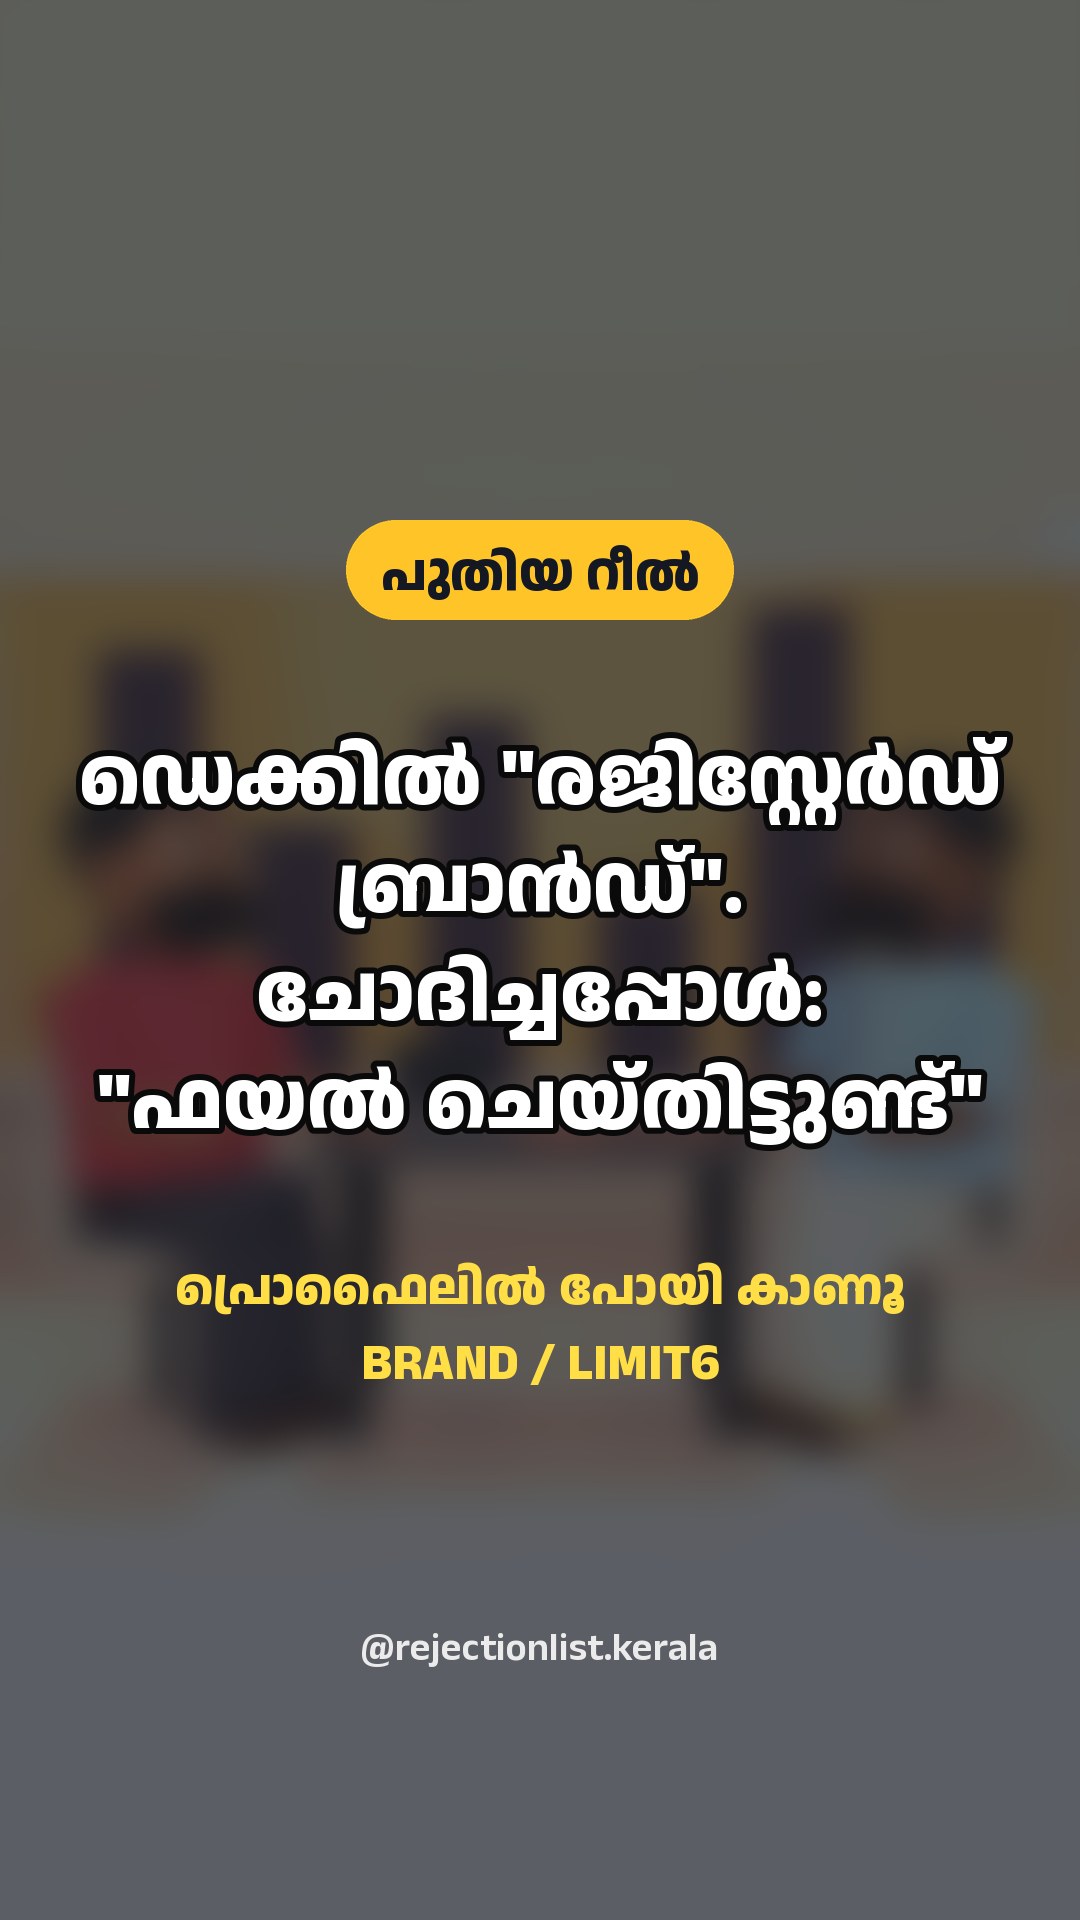 പുതിയ റീൽ
ഡെക്കിൽ "രജിസ്റ്റേർഡ്
ബ്രാൻഡ്".
ചോദിച്ചപ്പോൾ:
"ഫയൽ ചെയ്തിട്ടുണ്ട്"
പ്രൊഫൈലിൽ പോയി കാണൂ
BRAND / LIMIT6
@rejectionlist.kerala